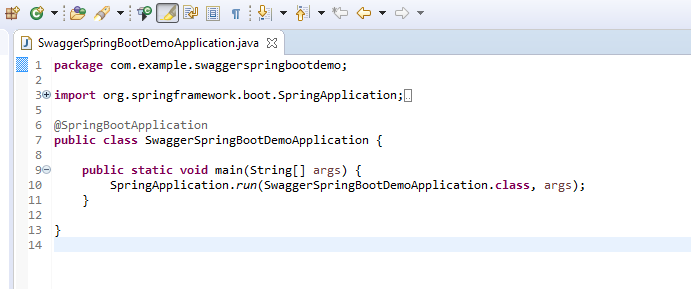 SwaggerSpringBootDemoApplication.java
1 package com.example.swaggerspringbootdemo;
2
3 import org.springframework.boot.SpringApplication;
5
6 @SpringBootApplication
7 public class SwaggerSpringBootDemoApplication {
8
9 public static void main(String[] args) {
10 SpringApplication.run(SwaggerSpringBootDemoApplication.class, args);
11 }
12
13 }
14